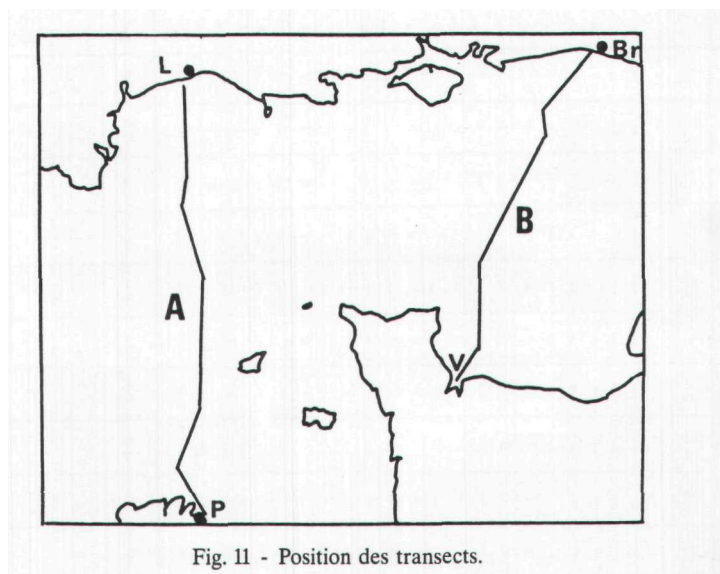 L
Br
B
A
V
P
Fig. 11 - Position des transects.